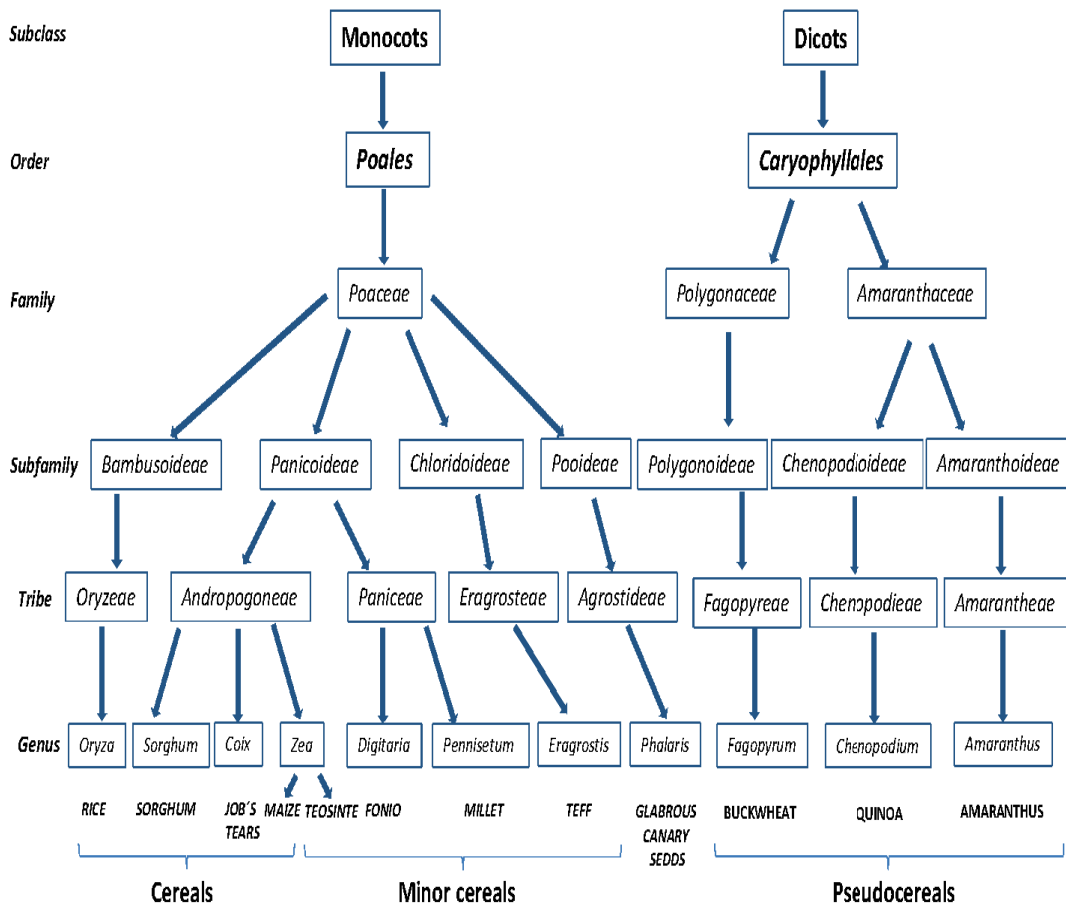 Subclass Monocots Dicots
Order Poales Caryophyllales
Family Poaceae Polygonaceae Amaranthaceae
Subfamily Bambusoideae Panicoideae Chloridoideae Pooideae Polygonoideae Chenopodioideae Amaranthoideae
Tribe Oryzeae Andropogoneae Paniceae Eragrosteae Agrostideae Fagopyreae Chenopodieae Amarantheae
Genus Oryza Sorghum Coix Zea Digitaria Pennisetum Eragrostis Phalaris Fagopyrum Chenopodium Amaranthus
RICE SORGHUM JOB´S MAIZE TEOSINTE FONIO MILLET TEFF GLABROUS BUCKWHEAT QUINOA AMARANTHUS
TEARS CANARY
SEDDS
Cereals Minor cereals Pseudocereals